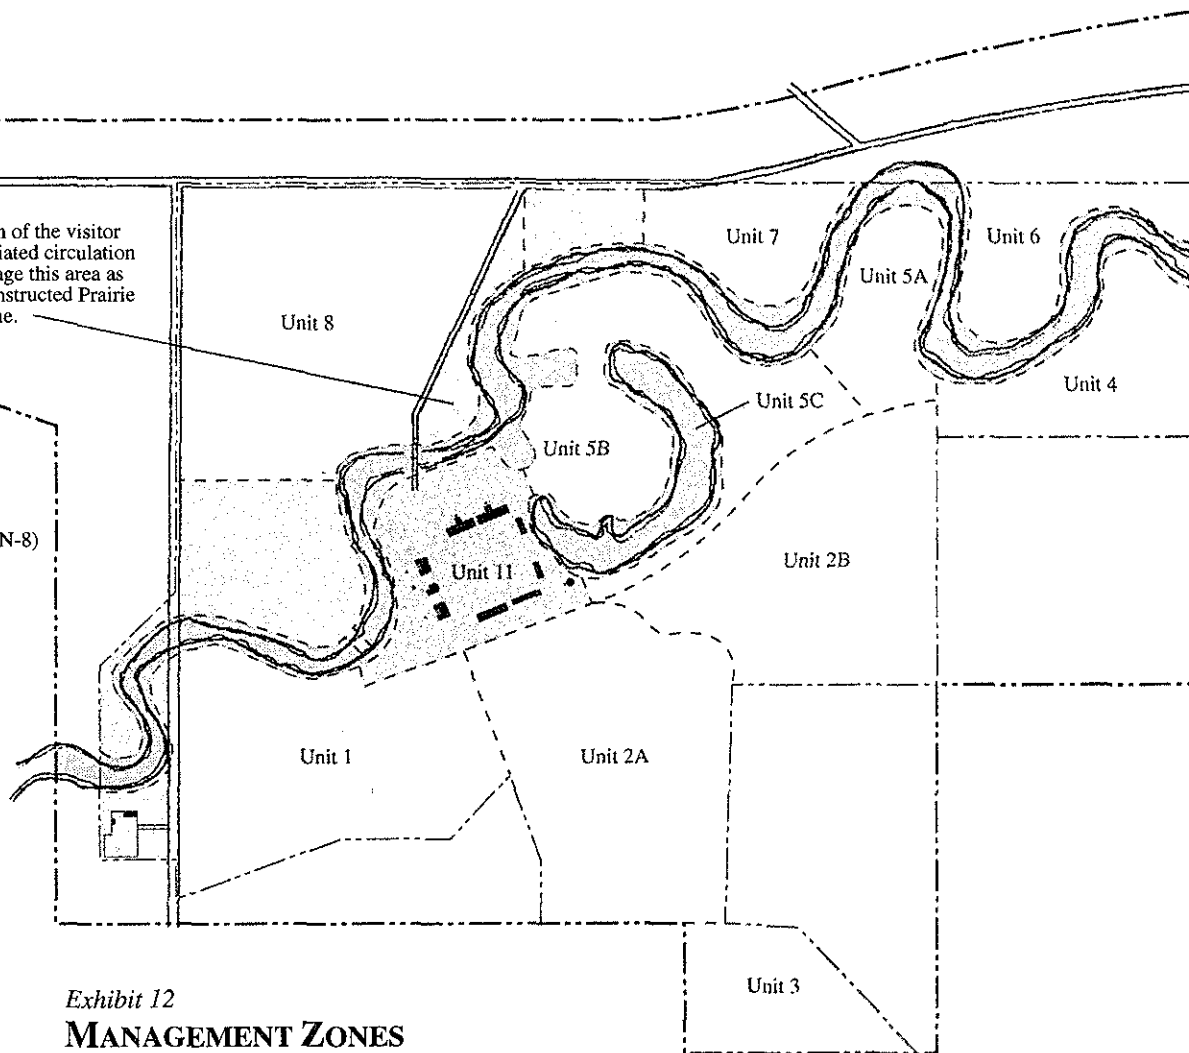 of the visitor
iated circulation
age this area as
nstructed Prairie
Unit 7
Unit 6
Unit 5A
Unit 8
Unit 4
Unit 5C
Unit 5B
N-8)
Unit 2B
Unit 11
Unit 1
Unit 2A
Unit 3
Exhibit 12
MANAGEMENT ZONES